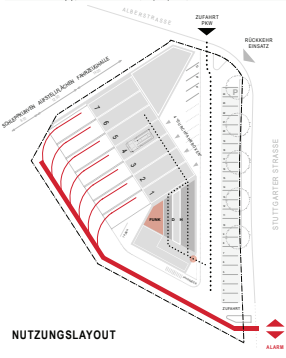 ALBERSTRASSE
ZUFAHRT
PKW
RÜCKKEHR
EINSATZ
SCHLEPPKURVEN AUFSTELLFLÄCHEN FAHRZEUGHALLE
P
7
6
5
4
3
2
1
FUNK
D
STUTTGARTER STRASSE
ZUFAHRT
NUTZUNGSLAYOUT
ALARM